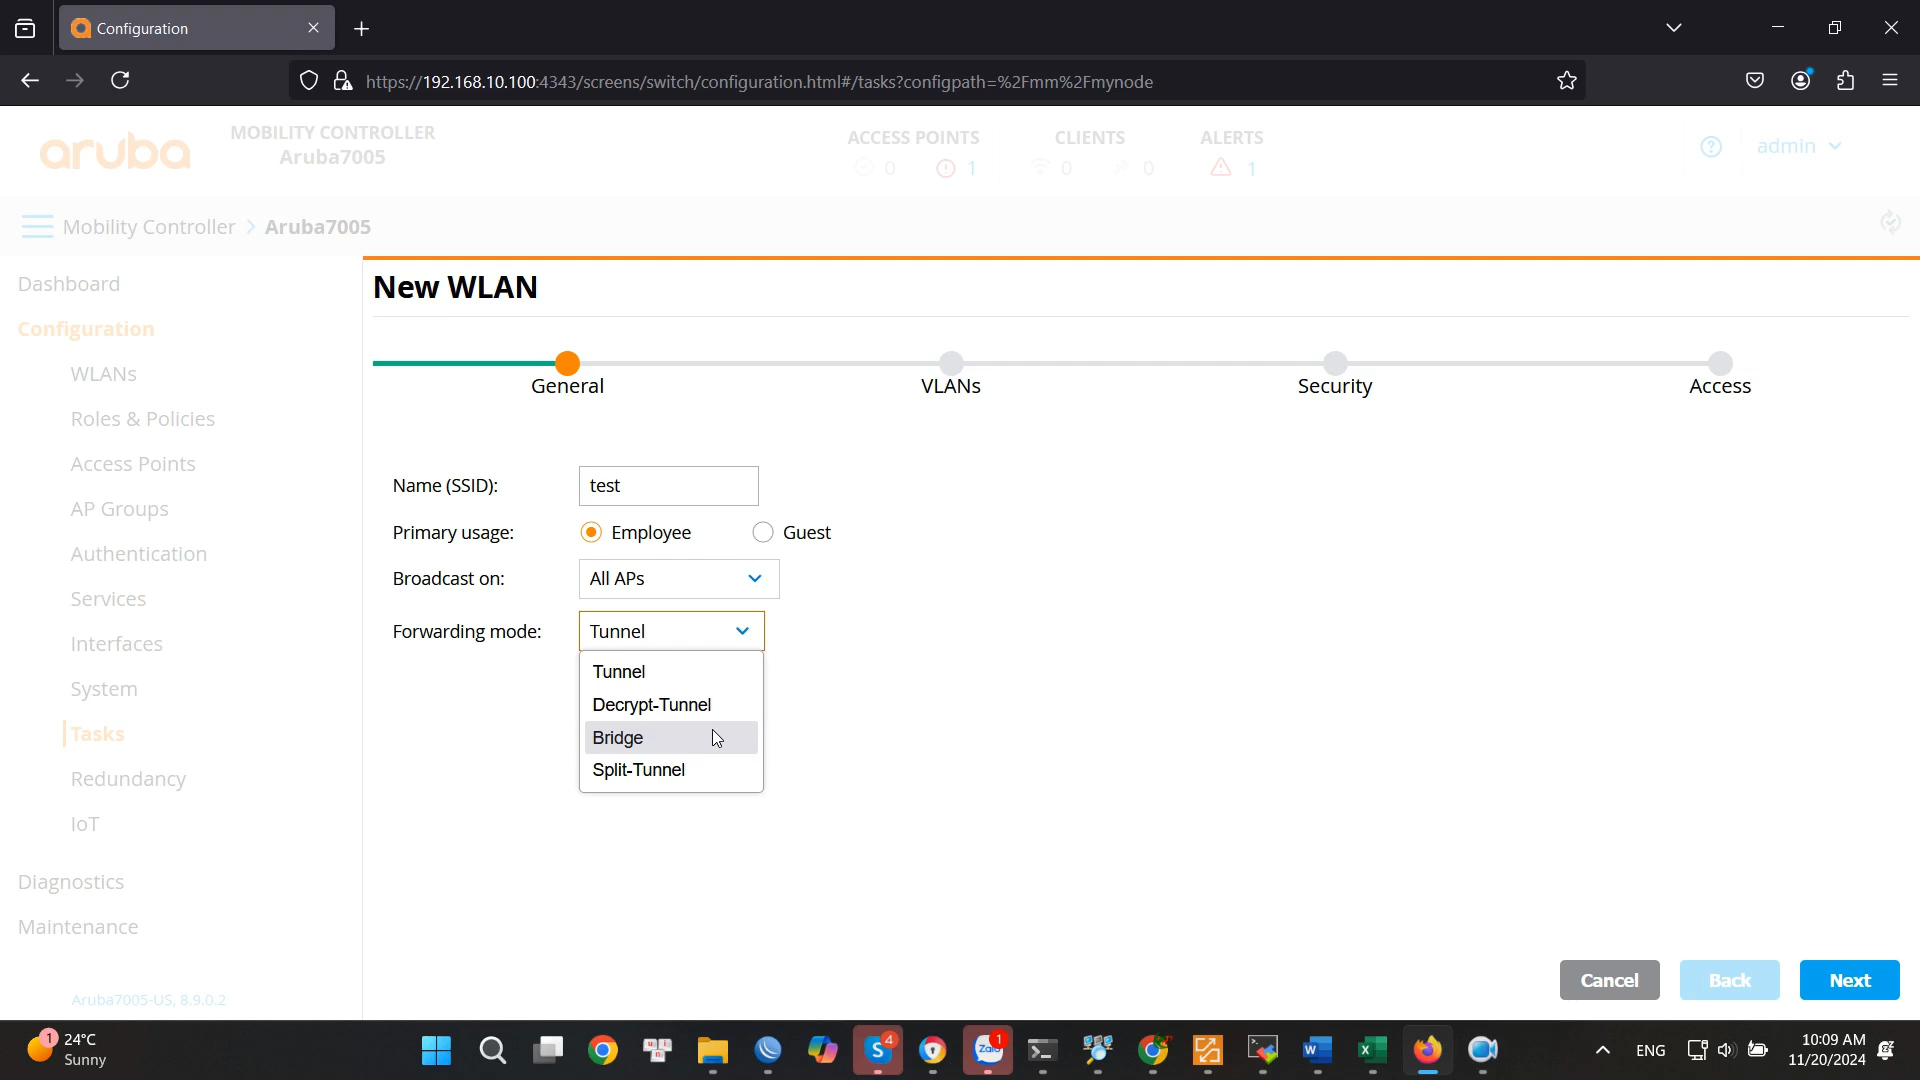 Configuration
https://192.168.10.100:4343/screens/switch/configuration.html#/tasks?configpath=%2Fmm%2Fmynode
aruba
MOBILITY CONTROLLER
Aruba7005
ACCESS POINTS
0 1
CLIENTS
0 0
ALERTS
1
admin
Mobility Controller > Aruba7005
Dashboard
Configuration
WLANs
Roles & Policies
Access Points
AP Groups
Authentication
Services
Interfaces
System
Tasks
Redundancy
IoT
Diagnostics
Maintenance
Aruba7005-US, 8.9.0.2
New WLAN
General
VLANs
Security
Access
Name (SSID): test
Primary usage: Employee Guest
Broadcast on: All APs
Forwarding mode: Tunnel
Tunnel
Decrypt-Tunnel
Bridge
Split-Tunnel
Cancel
Back
Next
1
24°C
Sunny
S 4
Zalo 1
W
X
ENG
10:09 AM
11/20/2024